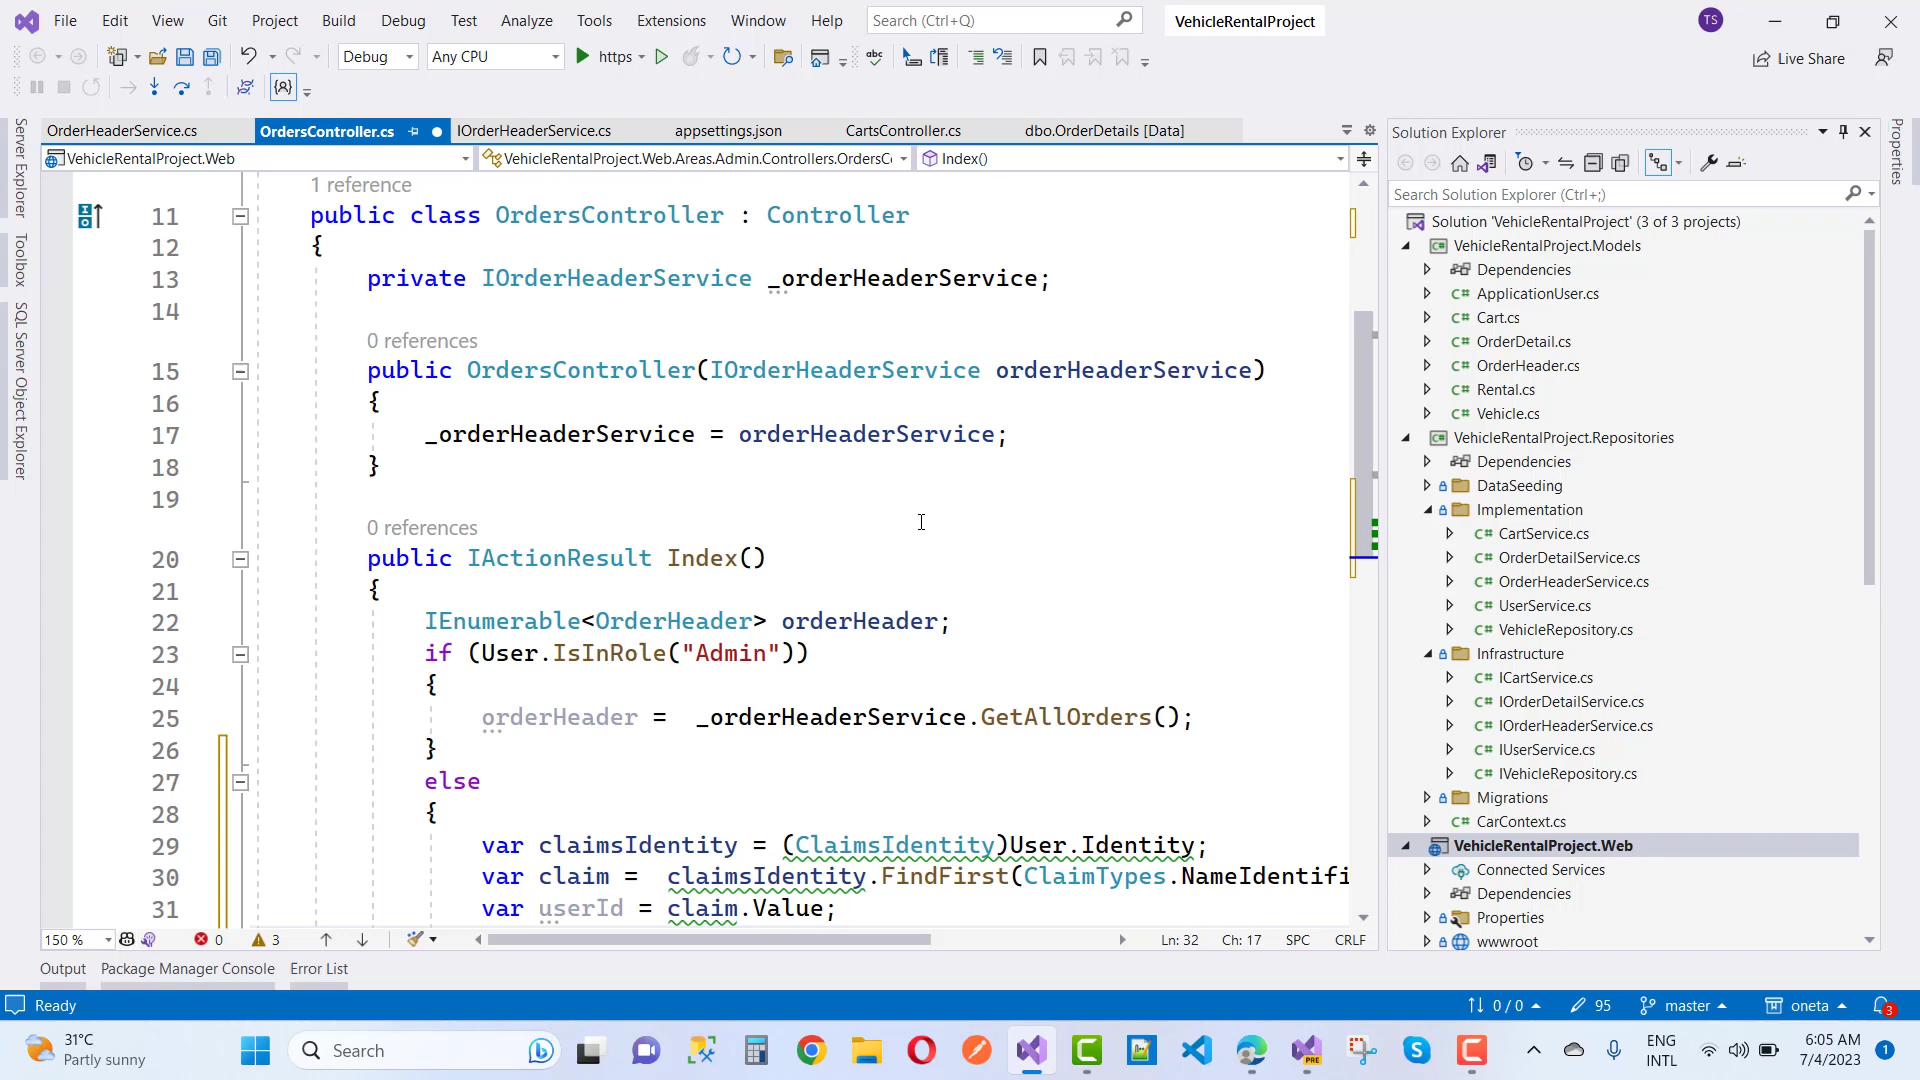 File Edit View Git Project Build Debug Test Analyze Tools Extensions Window Help Search (Ctrl+Q) VehicleRentalProject TS
Debug Any CPU https Live Share
OrderHeaderService.cs OrdersController.cs IOrderHeaderService.cs appsettings.json CartsController.cs dbo.OrderDetails [Data]
VehicleRentalProject.Web VehicleRentalProject.Web.Areas.Admin.Controllers.OrdersC Index()
Server Explorer
Toolbox
SQL Server Object Explorer
1 reference
11 public class OrdersController : Controller
12 {
13 private IOrderHeaderService _orderHeaderService;
14
0 references
15 public OrdersController(IOrderHeaderService orderHeaderService)
16 {
17 _orderHeaderService = orderHeaderService;
18 }
19
0 references
20 public IActionResult Index()
21 {
22 IEnumerable<OrderHeader> orderHeader;
23 if (User.IsInRole("Admin"))
24 {
25 orderHeader = _orderHeaderService.GetAllOrders();
26 }
27 else
28 {
29 var claimsIdentity = (ClaimsIdentity)User.Identity;
30 var claim = claimsIdentity.FindFirst(ClaimTypes.NameIdentifi
31 var userId = claim.Value;
150 % 0 3 Ln: 32 Ch: 17 SPC CRLF
Output Package Manager Console Error List
Solution Explorer
Search Solution Explorer (Ctrl+;)
Solution 'VehicleRentalProject' (3 of 3 projects)
VehicleRentalProject.Models
Dependencies
C# ApplicationUser.cs
C# Cart.cs
C# OrderDetail.cs
C# OrderHeader.cs
C# Rental.cs
C# Vehicle.cs
VehicleRentalProject.Repositories
Dependencies
DataSeeding
Implementation
C# CartService.cs
C# OrderDetailService.cs
C# OrderHeaderService.cs
C# UserService.cs
C# VehicleRepository.cs
Infrastructure
C# ICartService.cs
C# IOrderDetailService.cs
C# IOrderHeaderService.cs
C# IUserService.cs
C# IVehicleRepository.cs
Migrations
C# CarContext.cs
VehicleRentalProject.Web
Connected Services
Dependencies
Properties
wwwroot
Properties
Ready 0 / 0 95 master oneta 3
31°C
Partly sunny
Search
PRE
ENG
INTL
6:05 AM
7/4/2023
1